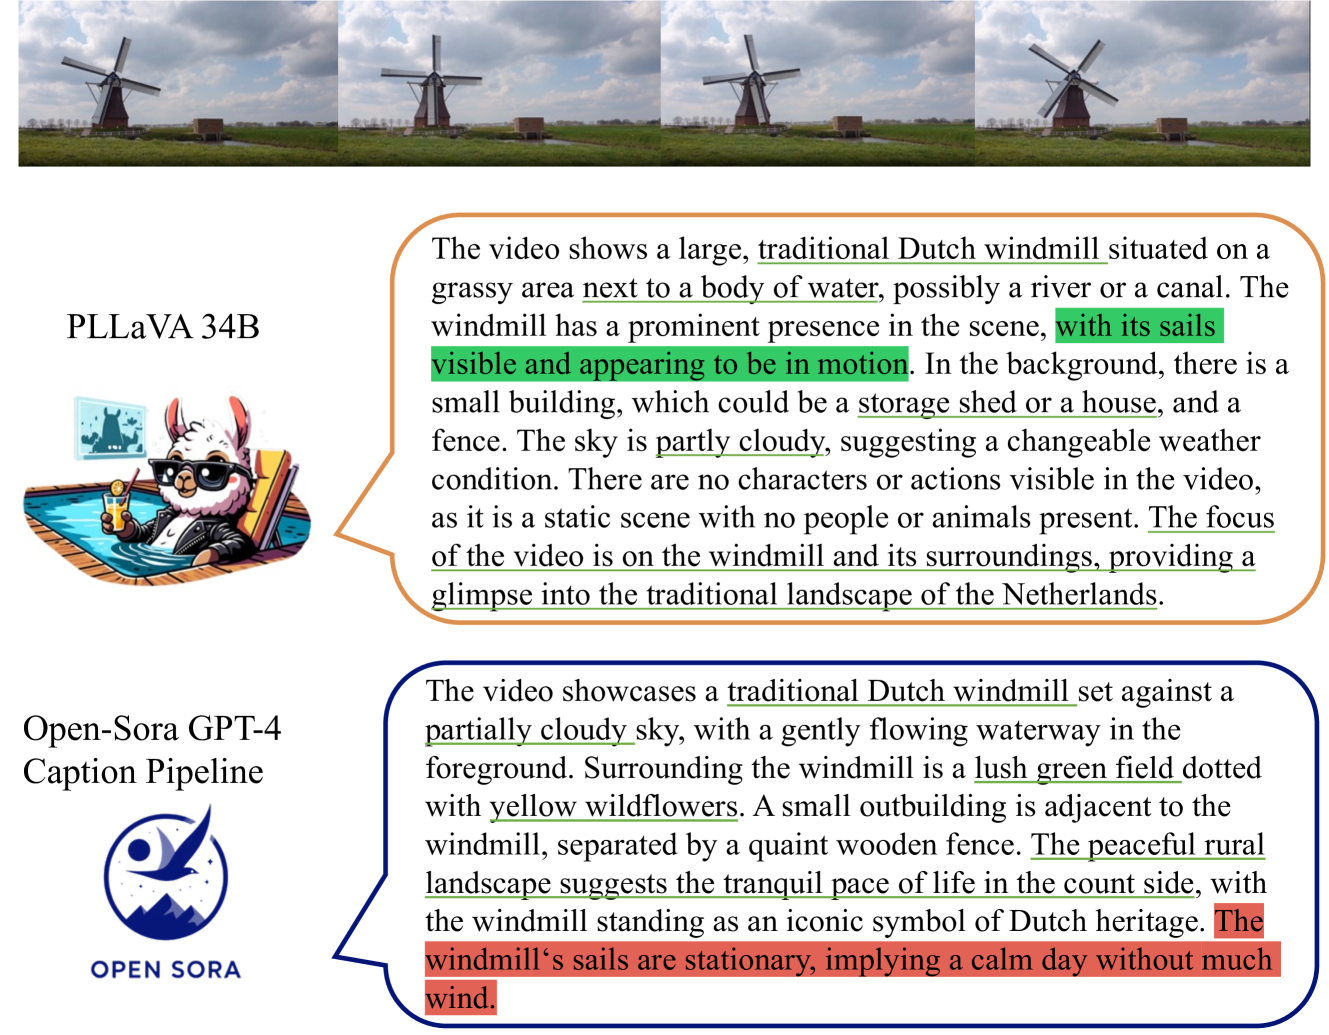 The video shows a large, traditional Dutch windmill situated on a
grassy area next to a body of water, possibly a river or a canal. The
windmill has a prominent presence in the scene, with its sails
visible and appearing to be in motion. In the background, there is a
small building, which could be a storage shed or a house, and a
fence. The sky is partly cloudy, suggesting a changeable weather
condition. There are no characters or actions visible in the video,
as it is a static scene with no people or animals present. The focus
of the video is on the windmill and its surroundings, providing a
glimpse into the traditional landscape of the Netherlands.
PLLaVA 34B
The video showcases a traditional Dutch windmill set against a
partially cloudy sky, with a gently flowing waterway in the
foreground. Surrounding the windmill is a lush green field dotted
with yellow wildflowers. A small outbuilding is adjacent to the
windmill, separated by a quaint wooden fence. The peaceful rural
landscape suggests the tranquil pace of life in the count side, with
the windmill standing as an iconic symbol of Dutch heritage. The
windmill‘s sails are stationary, implying a calm day without much
wind.
Open-Sora GPT-4
Caption Pipeline
OPEN SORA